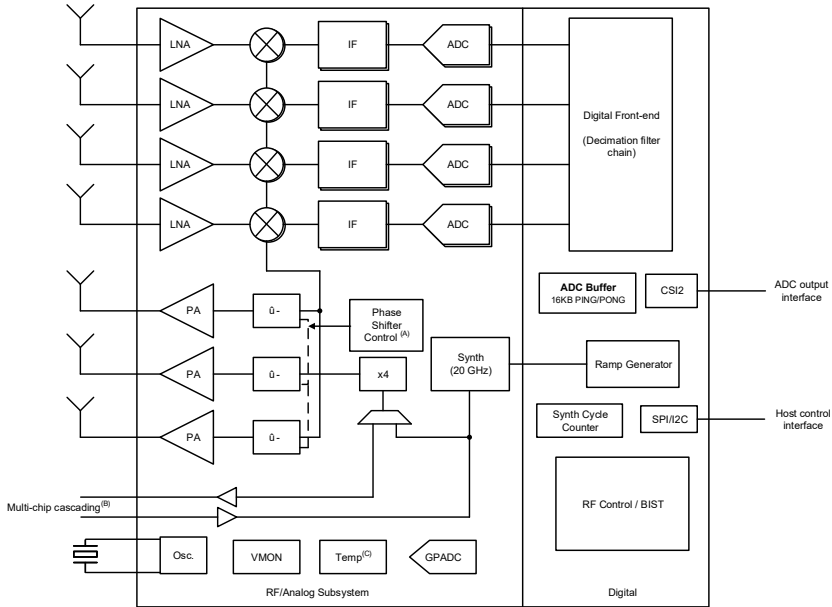 LNA
IF
ADC
LNA
IF
ADC
LNA
IF
ADC
LNA
IF
ADC
Digital Front-end
(Decimation filter
chain)
PA
û-
Phase
Shifter
Control (A)
ADC Buffer
16KB PING/PONG
CSI2
ADC output
interface
PA
û-
x4
Synth
(20 GHz)
Ramp Generator
PA
û-
Synth Cycle
Counter
SPI/I2C
Host control
interface
Multi-chip cascading(B)
RF Control / BIST
Osc.
VMON
Temp(C)
GPADC
RF/Analog Subsystem
Digital